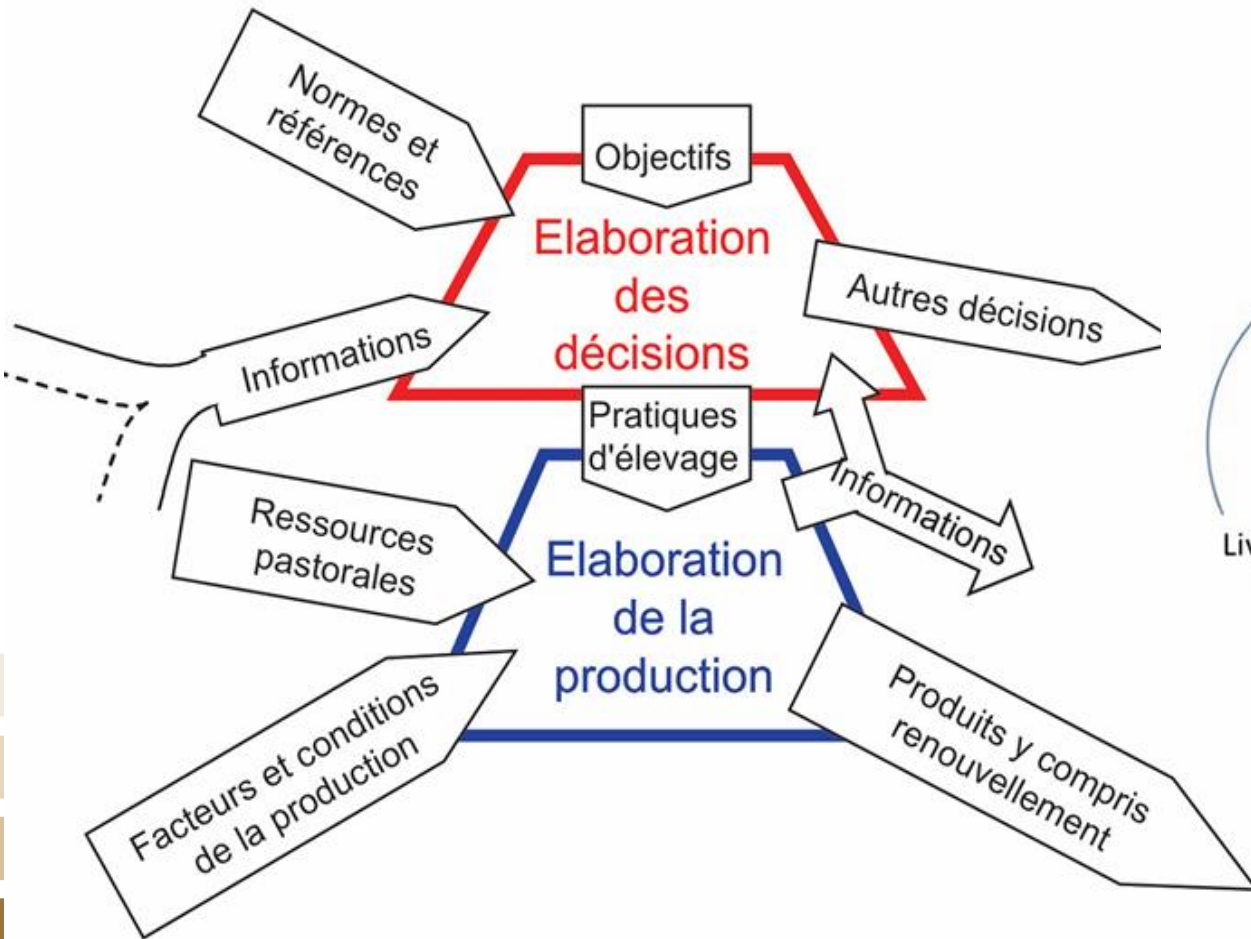 Normes et
références
Objectifs
Elaboration
des
décisions
Autres décisions
Informations
Pratiques
d'élevage
Informations
Ressources
pastorales
Elaboration
de la
production
Facteurs et conditions
de la production
Produits y compris
renouvellement